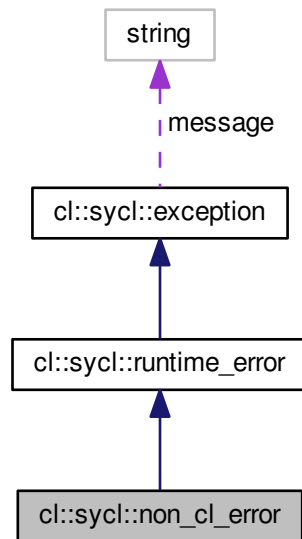 string
message
cl::sycl::exception
cl::sycl::runtime_error
cl::sycl::non_cl_error